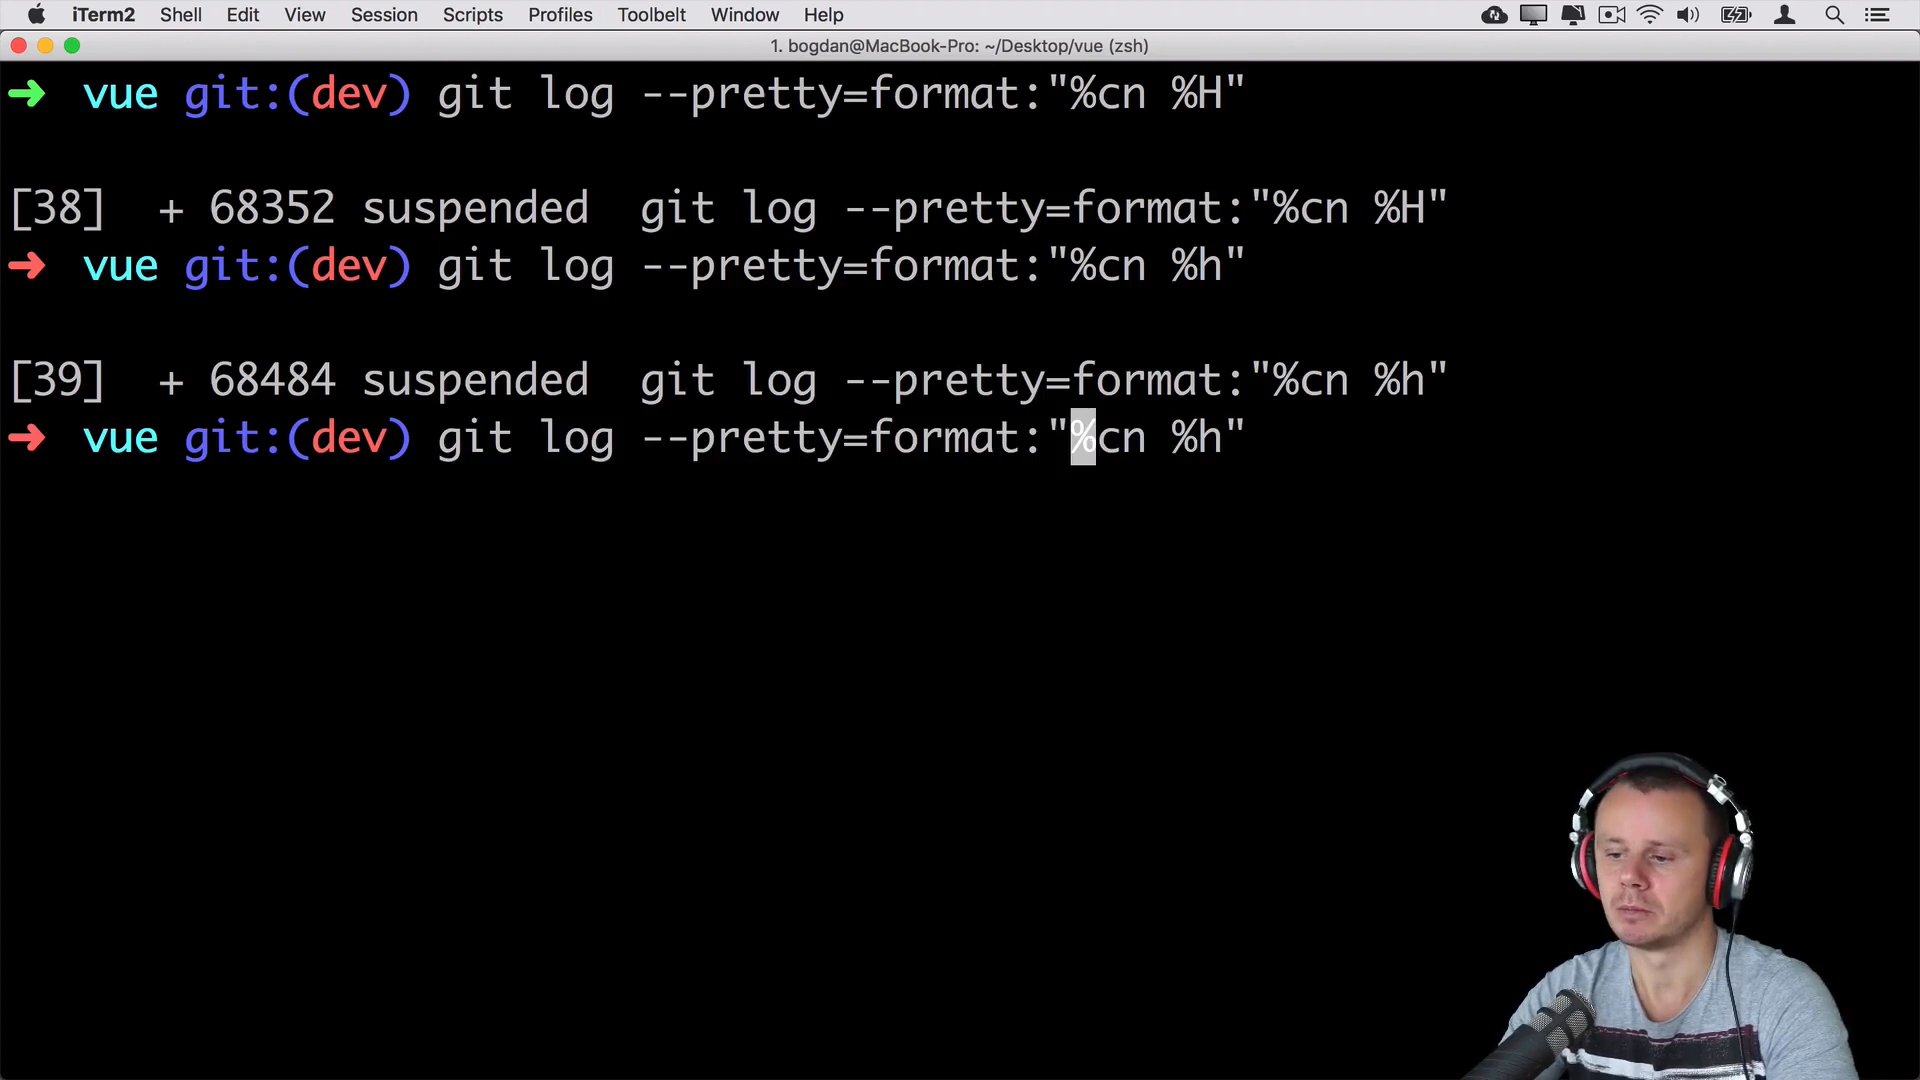 iTerm2 Shell Edit View Session Scripts Profiles Toolbelt Window Help
1. bogdan@MacBook-Pro: ~/Desktop/vue (zsh)
➜ vue git:(dev) git log --pretty=format:"%cn %H"
[38] + 68352 suspended git log --pretty=format:"%cn %H"
➜ vue git:(dev) git log --pretty=format:"%cn %h"
[39] + 68484 suspended git log --pretty=format:"%cn %h"
➜ vue git:(dev) git log --pretty=format:"%cn %h"